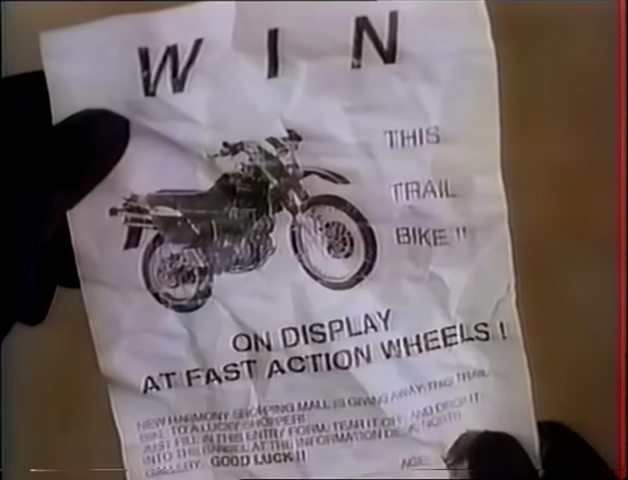 WIN
THIS
TRAIL
BIKE !!
ON DISPLAY
AT FAST ACTION WHEELS !
NEW HARMONY SHOPPING MALL IS GIVING AWAY THIS TRAIL
BIKE TO A LUCKY SHOPPER!
JUST FILL IN THIS ENTRY FORM, TEAR IT OFF, AND DROP IT
INTO THE BARREL AT THE INFORMATION DESK, NORTH
GALLERY. GOOD LUCK !!
AGE